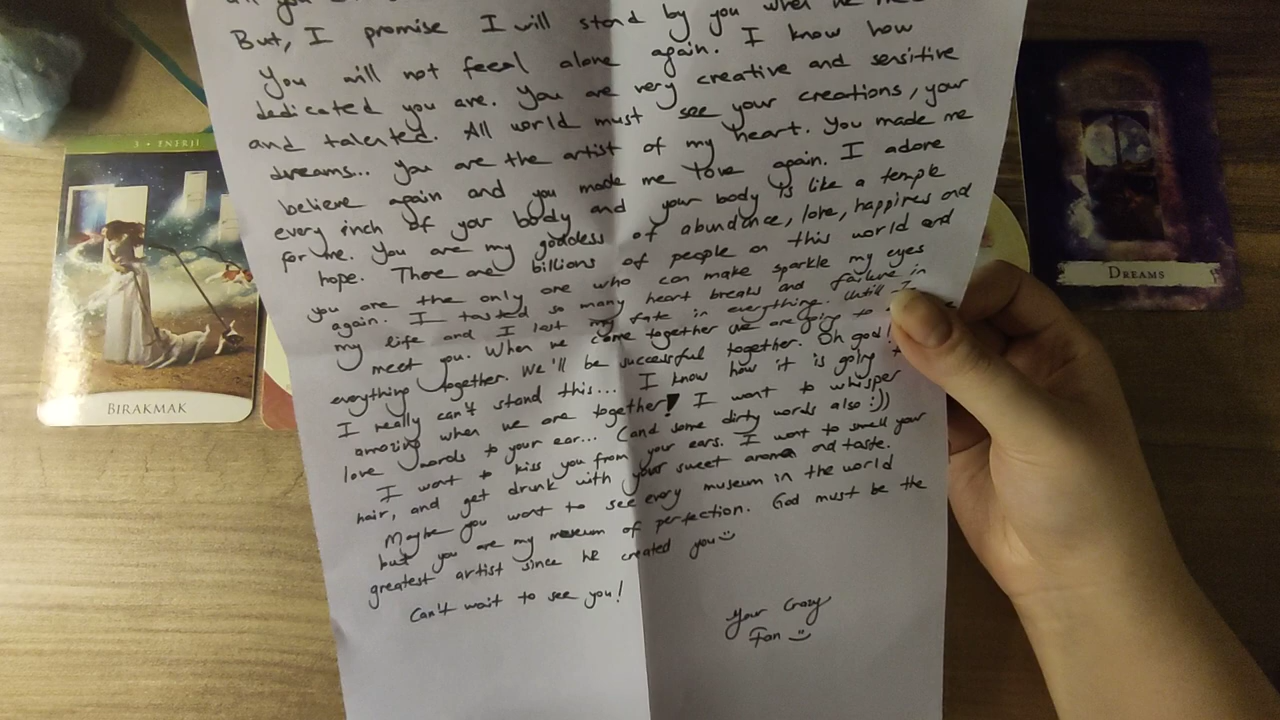 all you
But, I promise I will stand by you when
You will not feeal alone again. I know how
dedicated you are. You are very creative and sensitive
and talented. All world must see your creations, your
dreams.. You are the artist of my heart. You made me
believe again and you made me love again. I adore
every inch of your body and your body is like a temple
for me. You are my goddess of abundance, love, happines and
hope. There are billions of people on this world and
you are the only one who can make sparkle my eyes
again. I tasted so many heart breaks and failure in
my life and I lost my fate in everything. Untill I
meet you. When we come together we are going to
everything together. We'll be successful together. Oh god!
I really can't stand this... I know how it is going
amazing when we are together! I want to whisper
love words to your ear... (and some dirty words also :))
I want to kiss you from your ears. I want to smell your
hair, and get drunk with your sweet aroma and taste.
Maybe you want to see every museum in the world
but you are my museum of perfection. God must be the
greatest artist since he created you
Can't wait to see you!
Your Crazy
Fan
3 • ENERJİ
BIRAKMAK
DREAMS